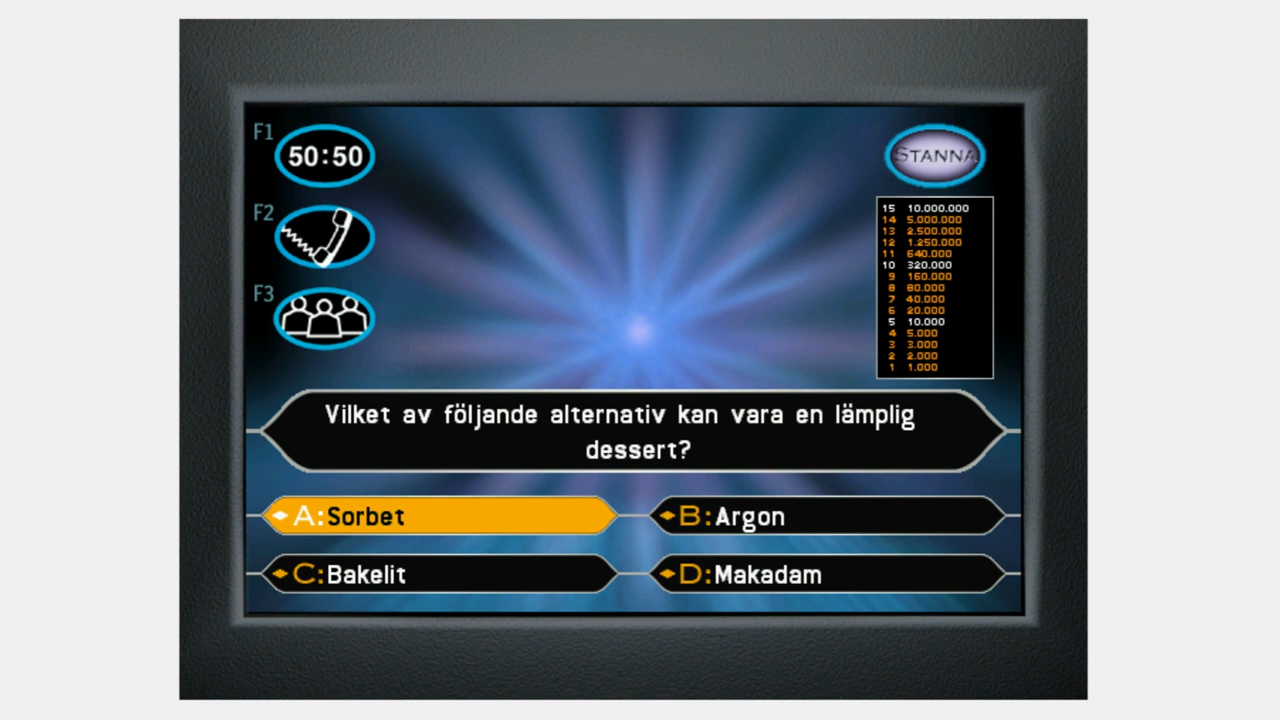 F1
50:50
STANNA
F2
F3
15 10.000.000
14 5.000.000
13 2.500.000
12 1.250.000
11 640.000
10 320.000
9 160.000
8 80.000
7 40.000
6 20.000
5 10.000
4 5.000
3 3.000
2 2.000
1 1.000
Vilket av följande alternativ kan vara en lämplig
dessert?
A: Sorbet
B: Argon
C: Bakelit
D: Makadam